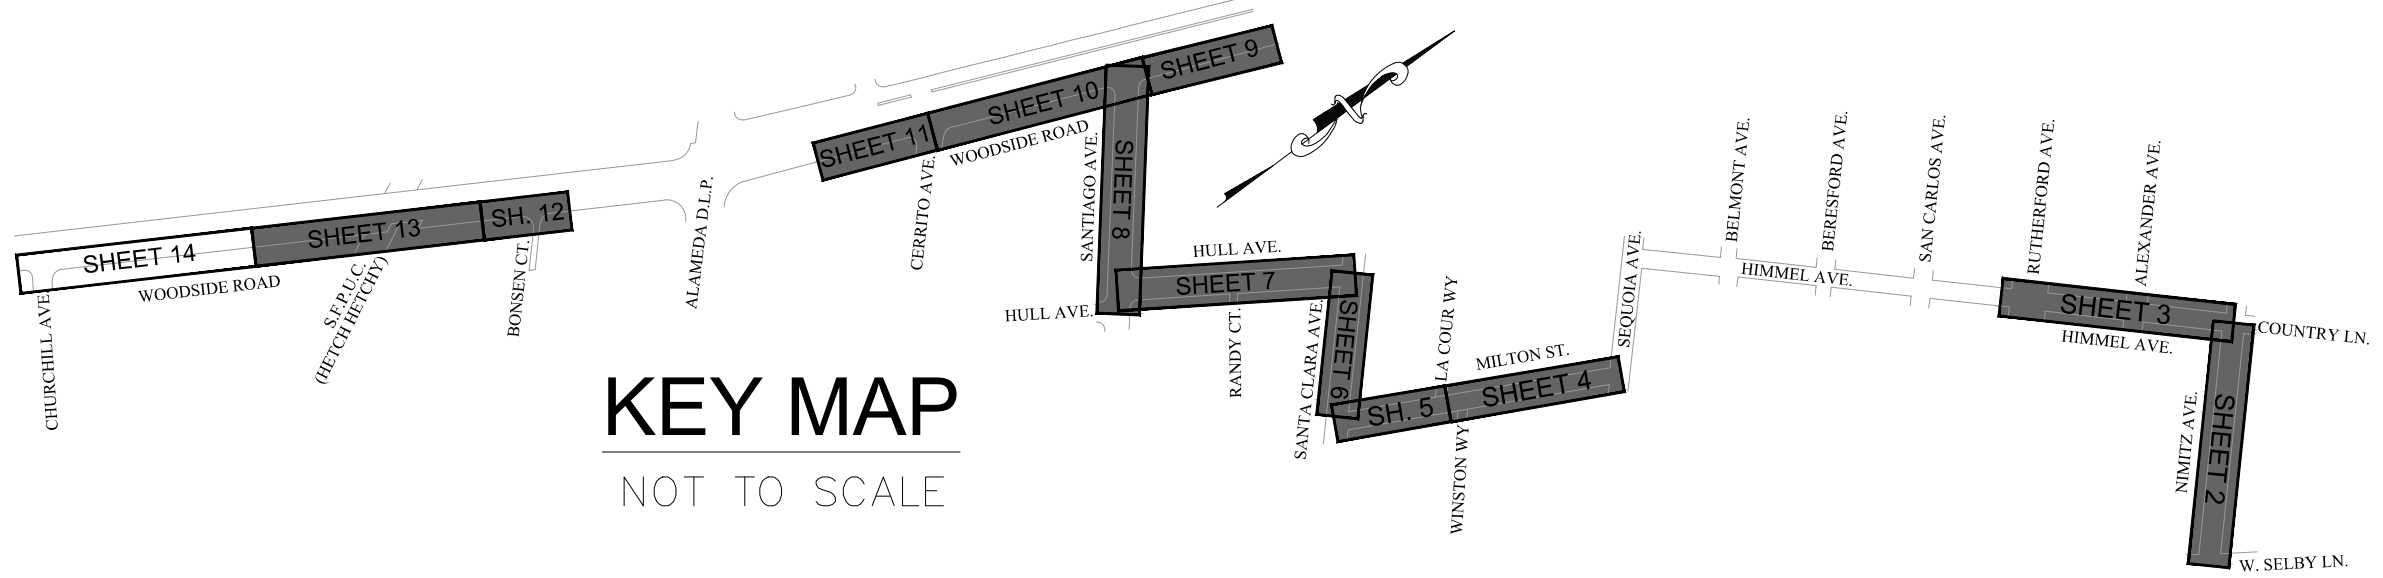 SHEET 14
SHEET 13
SH. 12
SHEET 11
SHEET 10
SHEET 9
SHEET 8
SHEET 7
SHEET 6
SH. 5
SHEET 4
SHEET 3
SHEET 2
WOODSIDE ROAD
CHURCHILL AVE.
S.F.P.U.C.
(HETCH HETCHY)
BONSEN CT.
ALAMEDA D.L.P.
CERRITO AVE.
WOODSIDE ROAD
SANTIAGO AVE.
HULL AVE.
HULL AVE.
RANDY CT.
SANTA CLARA AVE.
LA COUR WY
WINSTON WY
MILTON ST.
SEQUOIA AVE.
BELMONT AVE.
HIMMEL AVE.
BERESFORD AVE.
SAN CARLOS AVE.
RUTHERFORD AVE.
ALEXANDER AVE.
HIMMEL AVE.
COUNTRY LN.
NIMITZ AVE.
W. SELBY LN.
N
KEY MAP
NOT TO SCALE